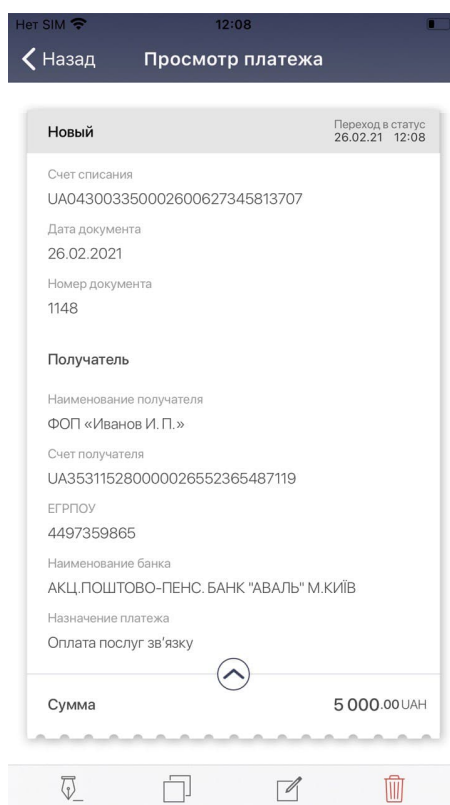 Нет SIM 12:08
Назад Просмотр платежа
Новый Переход в статус
26.02.21 12:08
Счет списания
UA043003350002600627345813707
Дата документа
26.02.2021
Номер документа
1148
Получатель
Наименование получателя
ФОП «Иванов И. П.»
Счет получателя
UA353115280000026552365487119
ЕГРПОУ
4497359865
Наименование банка
АКЦ.ПОШТОВО-ПЕНС. БАНК "АВАЛЬ" М.КИЇВ
Назначение платежа
Оплата послуг зв'язку
Сумма 5 000.00 UAH